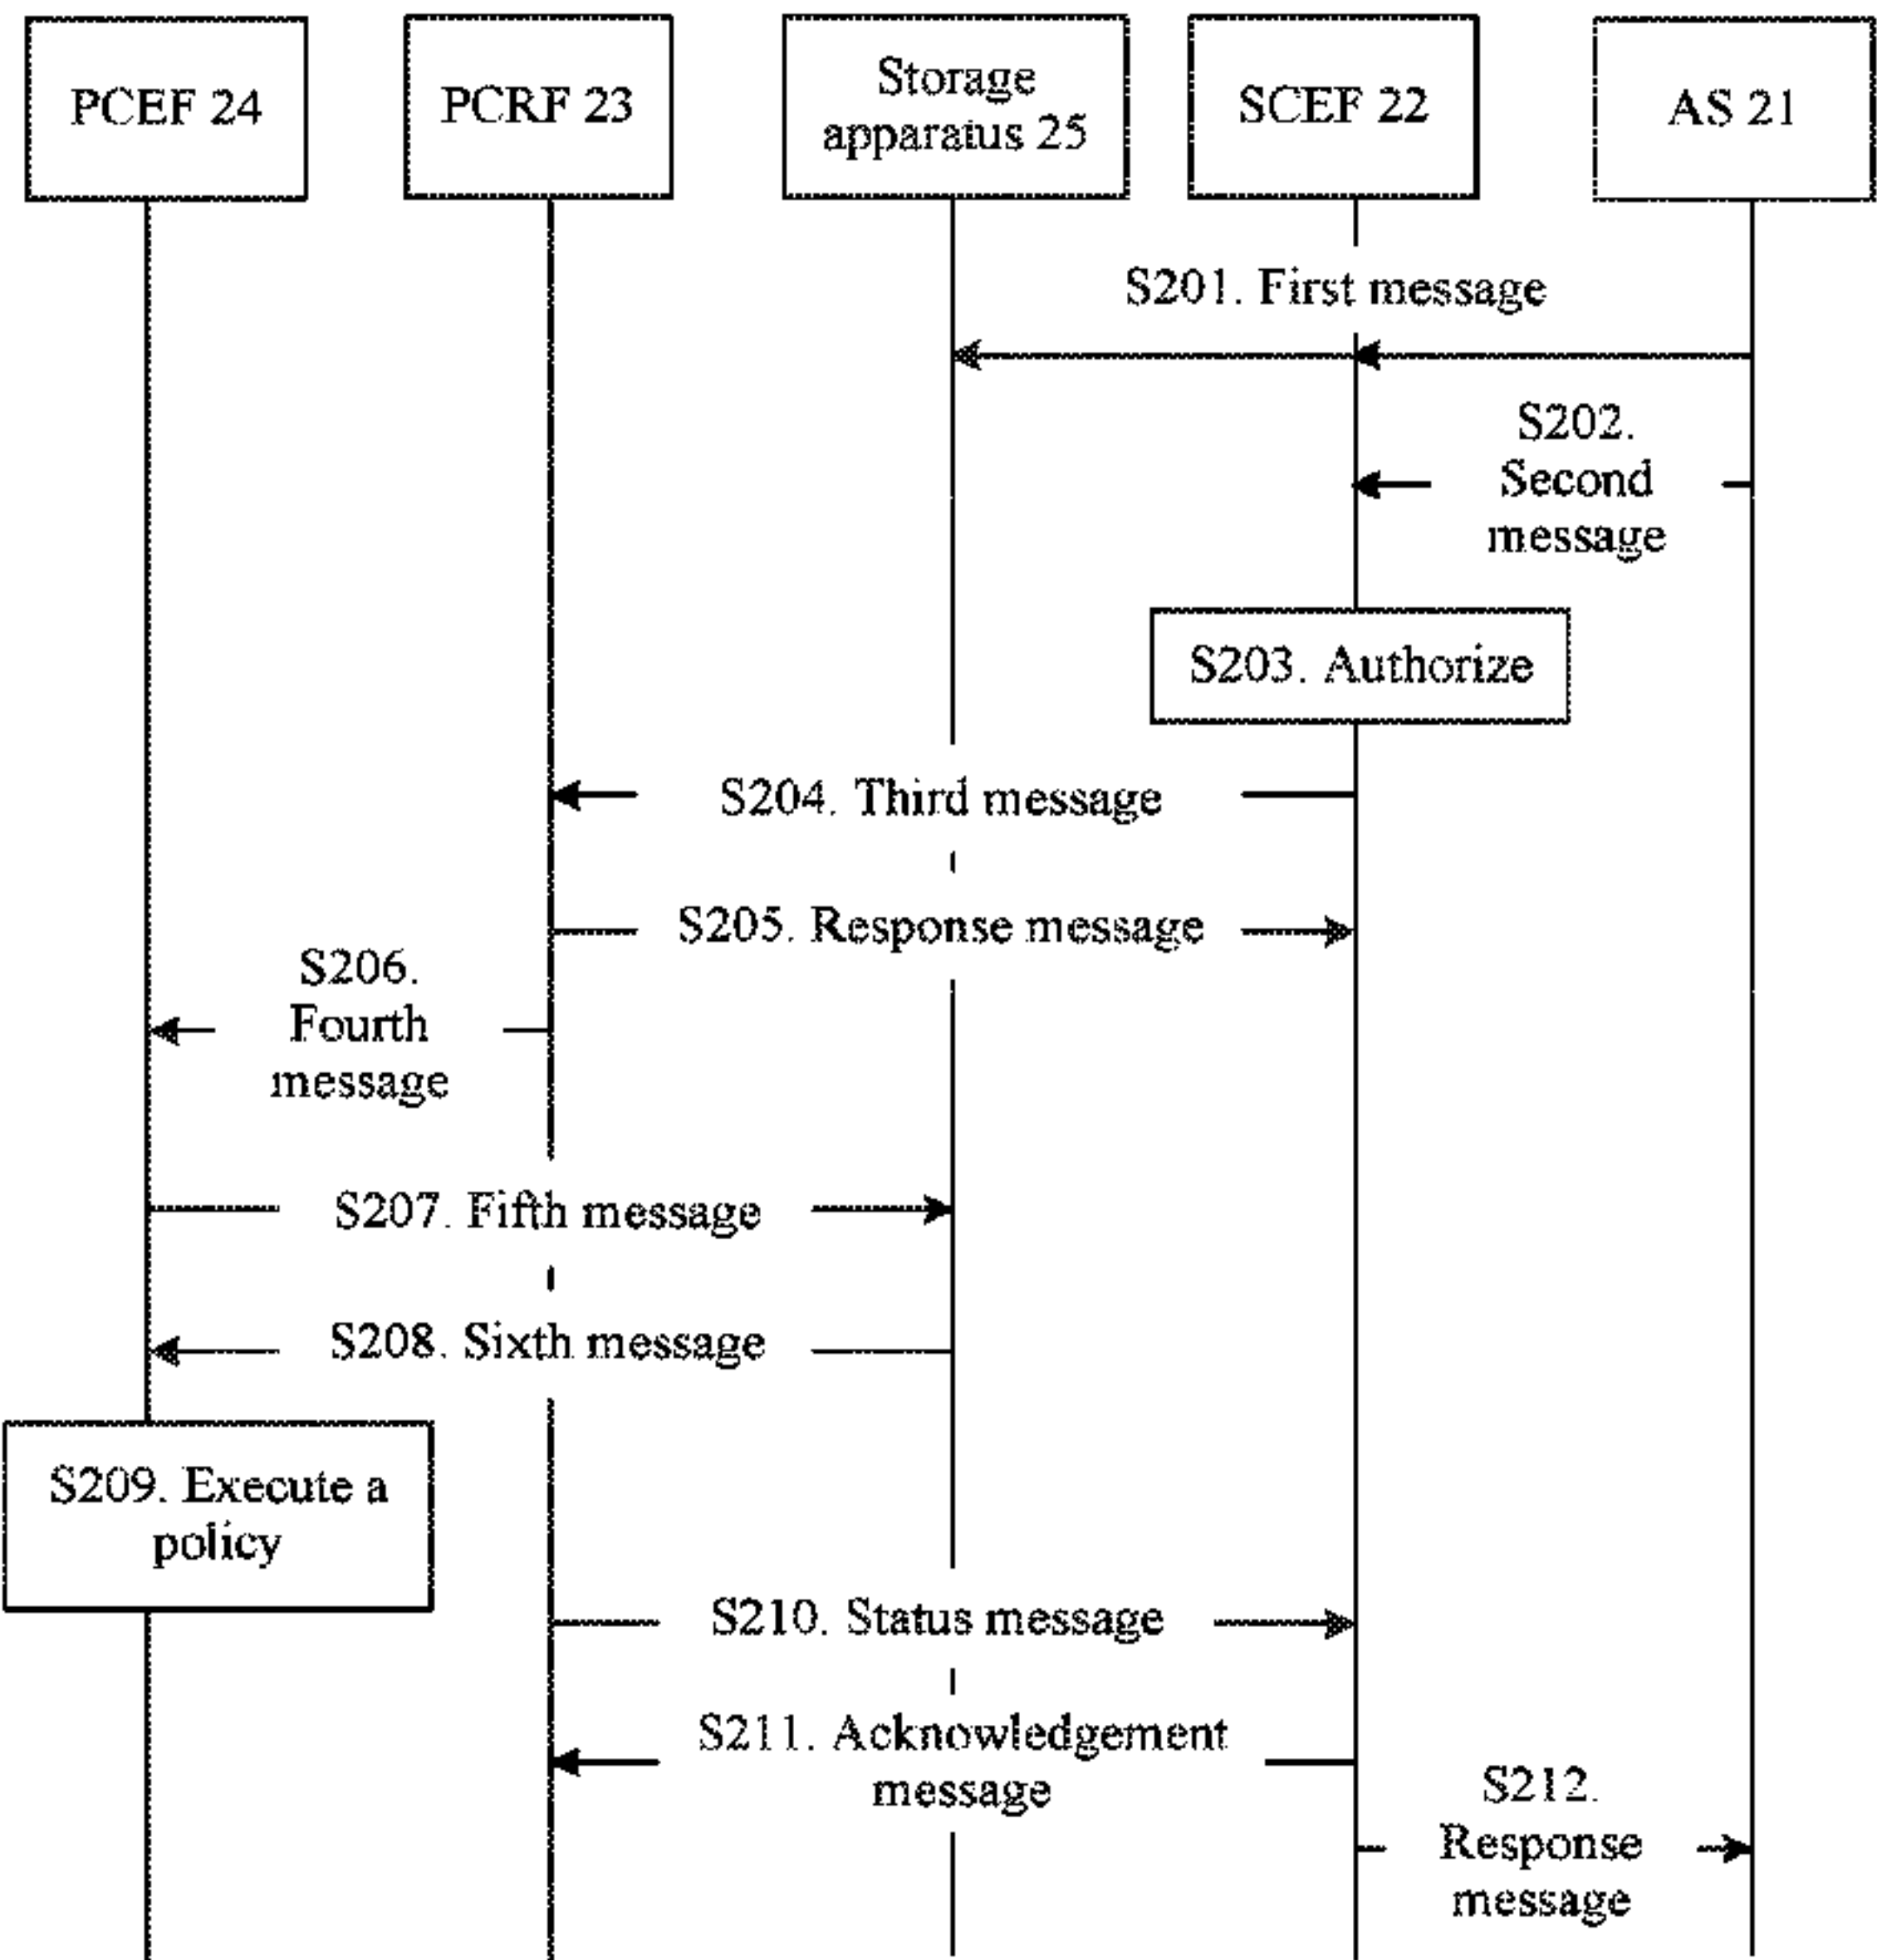 PCEF 24
PCRF 23
Storage
apparatus 25
SCEF 22
AS 21
S201. First message
S202.
Second
message
S203. Authorize
S204. Third message
S205. Response message
S206.
Fourth
message
S207. Fifth message
S208. Sixth message
S209. Execute a
policy
S210. Status message
S211. Acknowledgement
message
S212.
Response
message